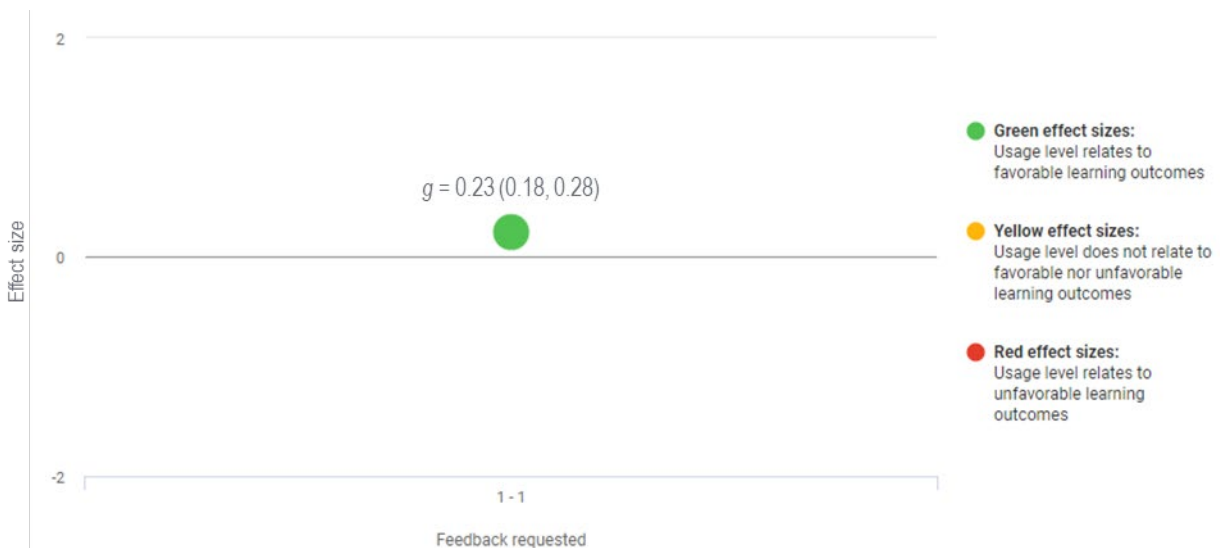 2
g = 0.23 (0.18, 0.28)
Effect size
0
-2
1 - 1
Feedback requested
Green effect sizes:
Usage level relates to
favorable learning outcomes
Yellow effect sizes:
Usage level does not relate to
favorable nor unfavorable
learning outcomes
Red effect sizes:
Usage level relates to
unfavorable learning
outcomes